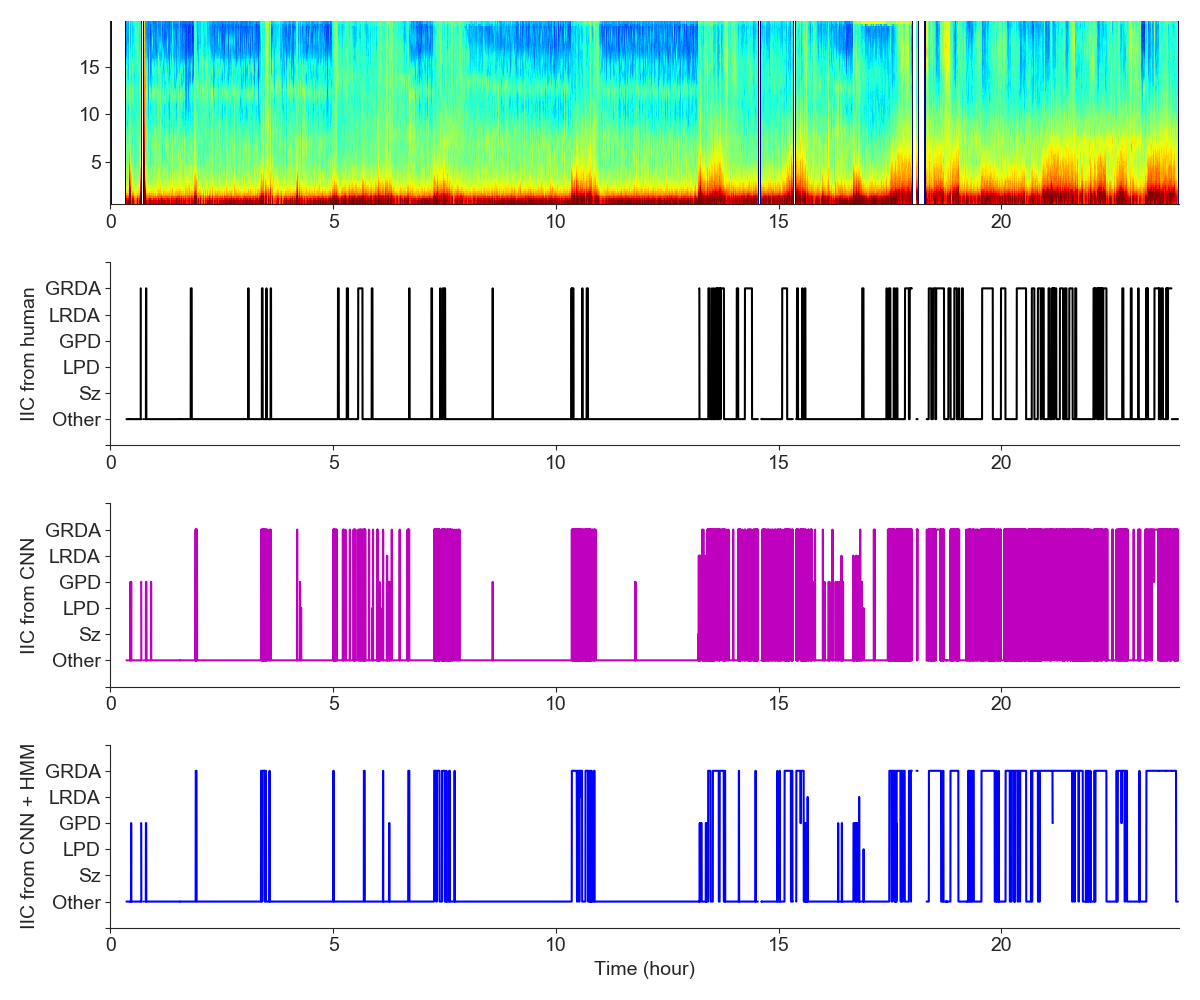 15
10
5
0 5 10 15 20
IIC from human
GRDA
LRDA
GPD
LPD
Sz
Other
0 5 10 15 20
IIC from CNN
GRDA
LRDA
GPD
LPD
Sz
Other
0 5 10 15 20
IIC from CNN + HMM
GRDA
LRDA
GPD
LPD
Sz
Other
0 5 10 15 20
Time (hour)